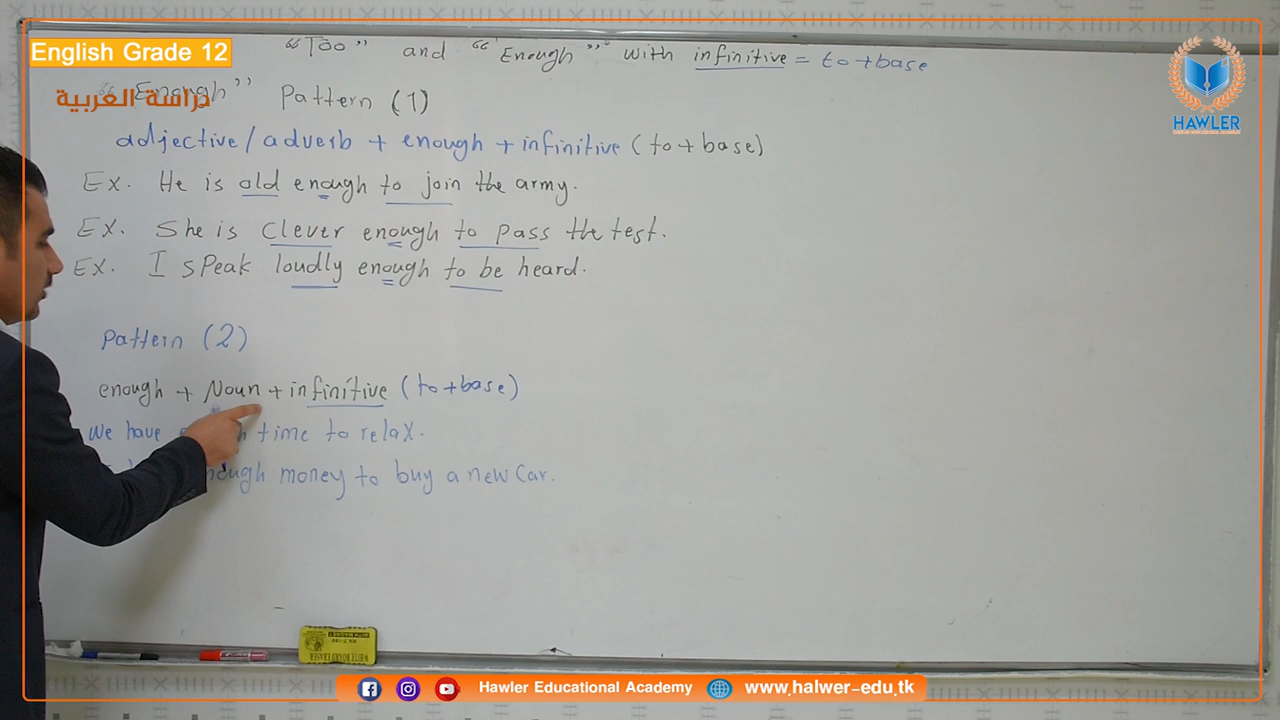 English Grade 12
"Too" and "Enough" with infinitive = to+base
دراسة العربية
"Enough" Pattern (1)
adjective/adverb + enough + infinitive (to+base)
Ex. He is old enough to join the army.
Ex. She is clever enough to pass the test.
Ex. I speak loudly enough to be heard.
Pattern (2)
enough + Noun + infinitive (to+base)
We have time to relax.
enough money to buy a new car.
HAWLER
Hawler Educational Academy
www.halwer-edu.tk